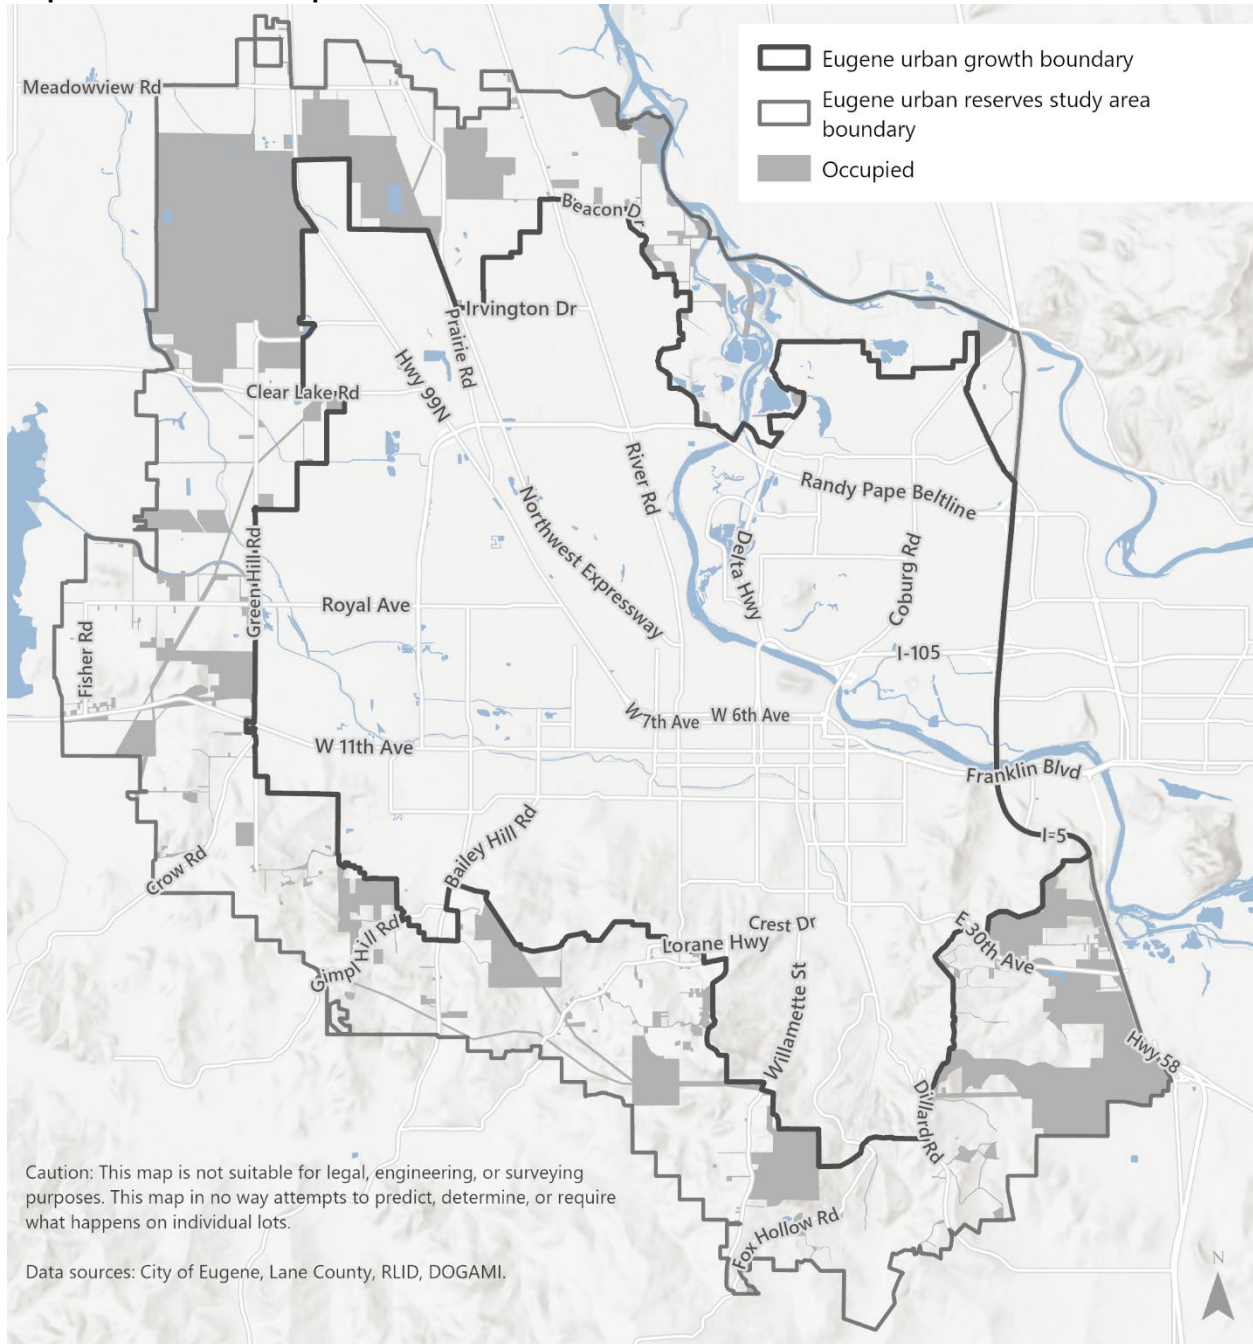 Eugene urban growth boundary
Eugene urban reserves study area
boundary
Occupied
Meadowview Rd
Beacon Dr
Irvington Dr
Prairie Rd
Hwy 99N
Clear Lake Rd
River Rd
Randy Pape Beltline
Northwest Expressway
Delta Hwy
Coburg Rd
Green Hill Rd
Royal Ave
Fisher Rd
I-105
W 7th Ave
W 6th Ave
W 11th Ave
Franklin Blvd
Bailey Hill Rd
I-5
Crow Rd
Crest Dr
Lorane Hwy
E 30th Ave
Gimpl Hill Rd
Willamette St
Hwy 58
Dillard Rd
Fox Hollow Rd
Caution: This map is not suitable for legal, engineering, or surveying
purposes. This map in no way attempts to predict, determine, or require
what happens on individual lots.
Data sources: City of Eugene, Lane County, RLID, DOGAMI.
N